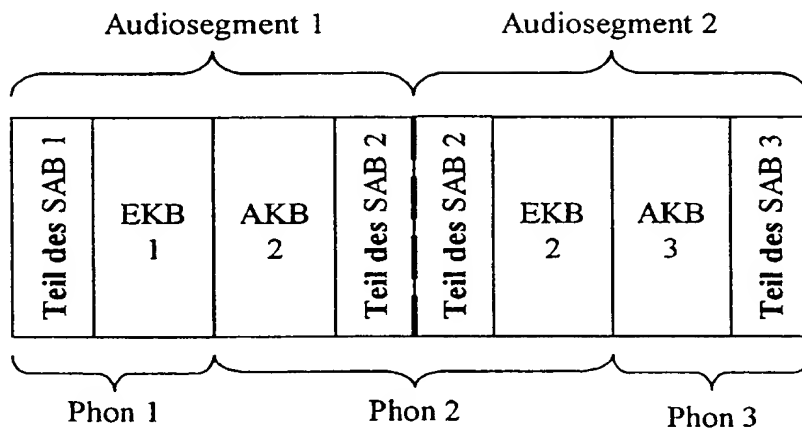 Audiosegment 1
Audiosegment 2
Teil des SAB 1
EKB
1
AKB
2
Teil des SAB 2
Teil des SAB 2
EKB
2
AKB
3
Teil des SAB 3
Phon 1
Phon 2
Phon 3